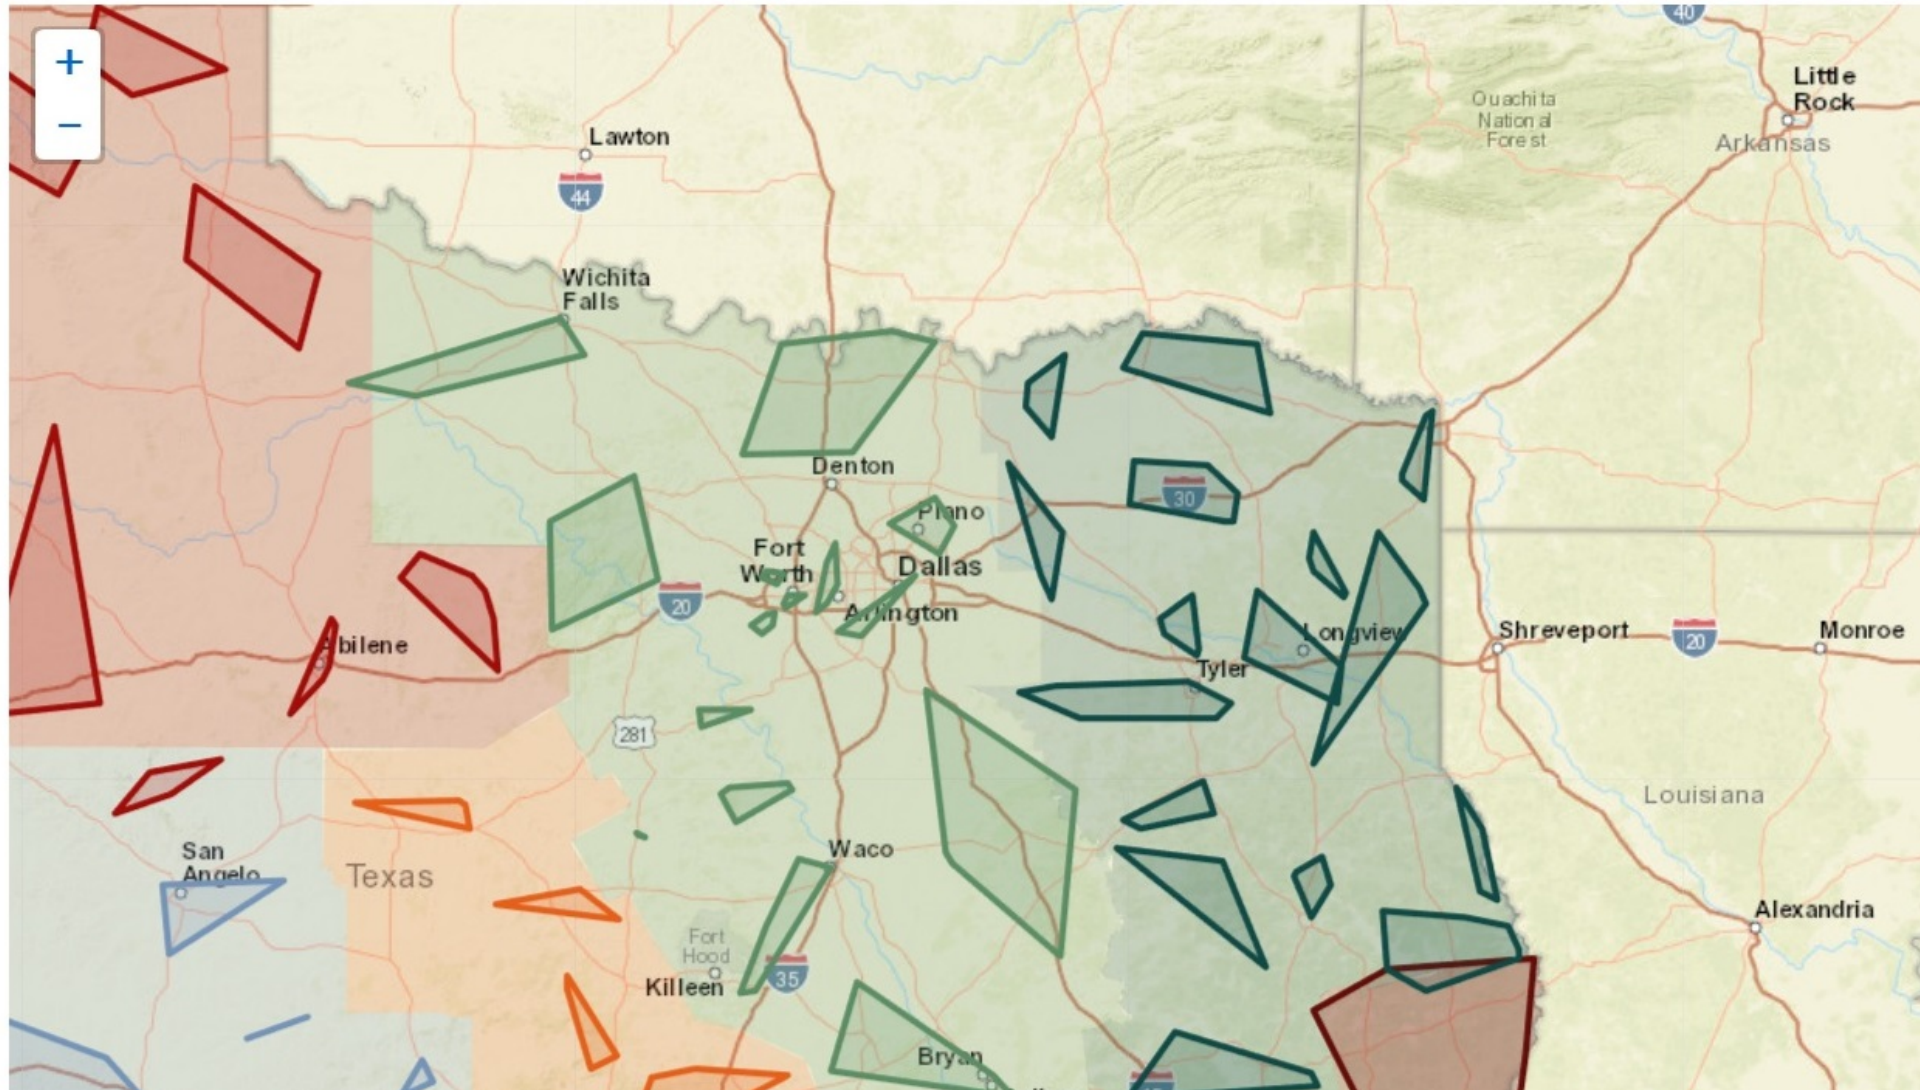 +
−
40
Little
Rock
Arkansas
Ouachita
National
Forest
Lawton
44
Wichita
Falls
Denton
30
Plano
Fort
Worth
Dallas
20
Arlington
Abilene
Longview
Shreveport
20
Monroe
Tyler
281
Louisiana
San
Angelo
Texas
Waco
Alexandria
Fort
Hood
Killeen
35
Bryan